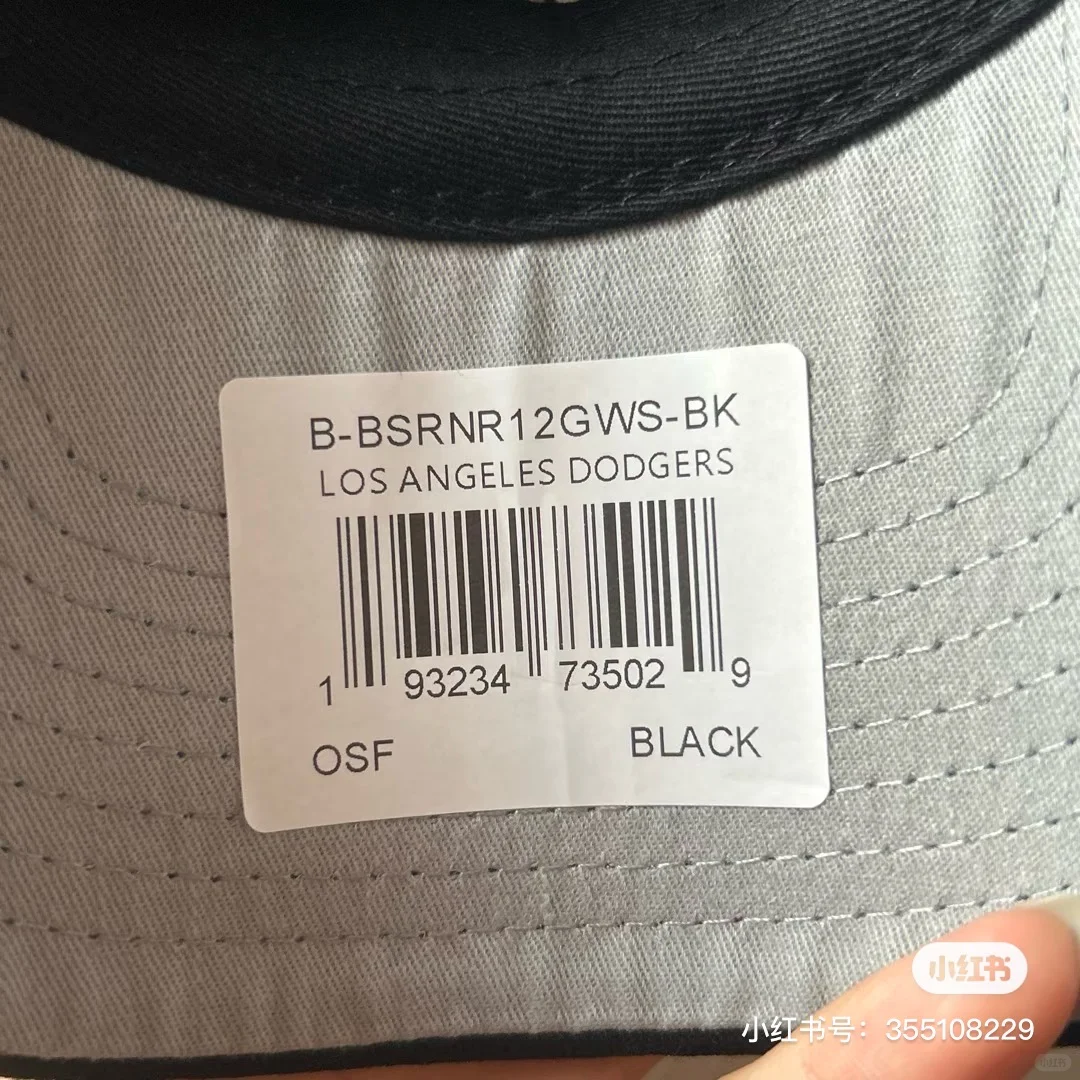 B-BSRNR12GWS-BK
LOS ANGELES DODGERS
1 93234 73502 9
OSF BLACK
小红书
小红书号：355108229